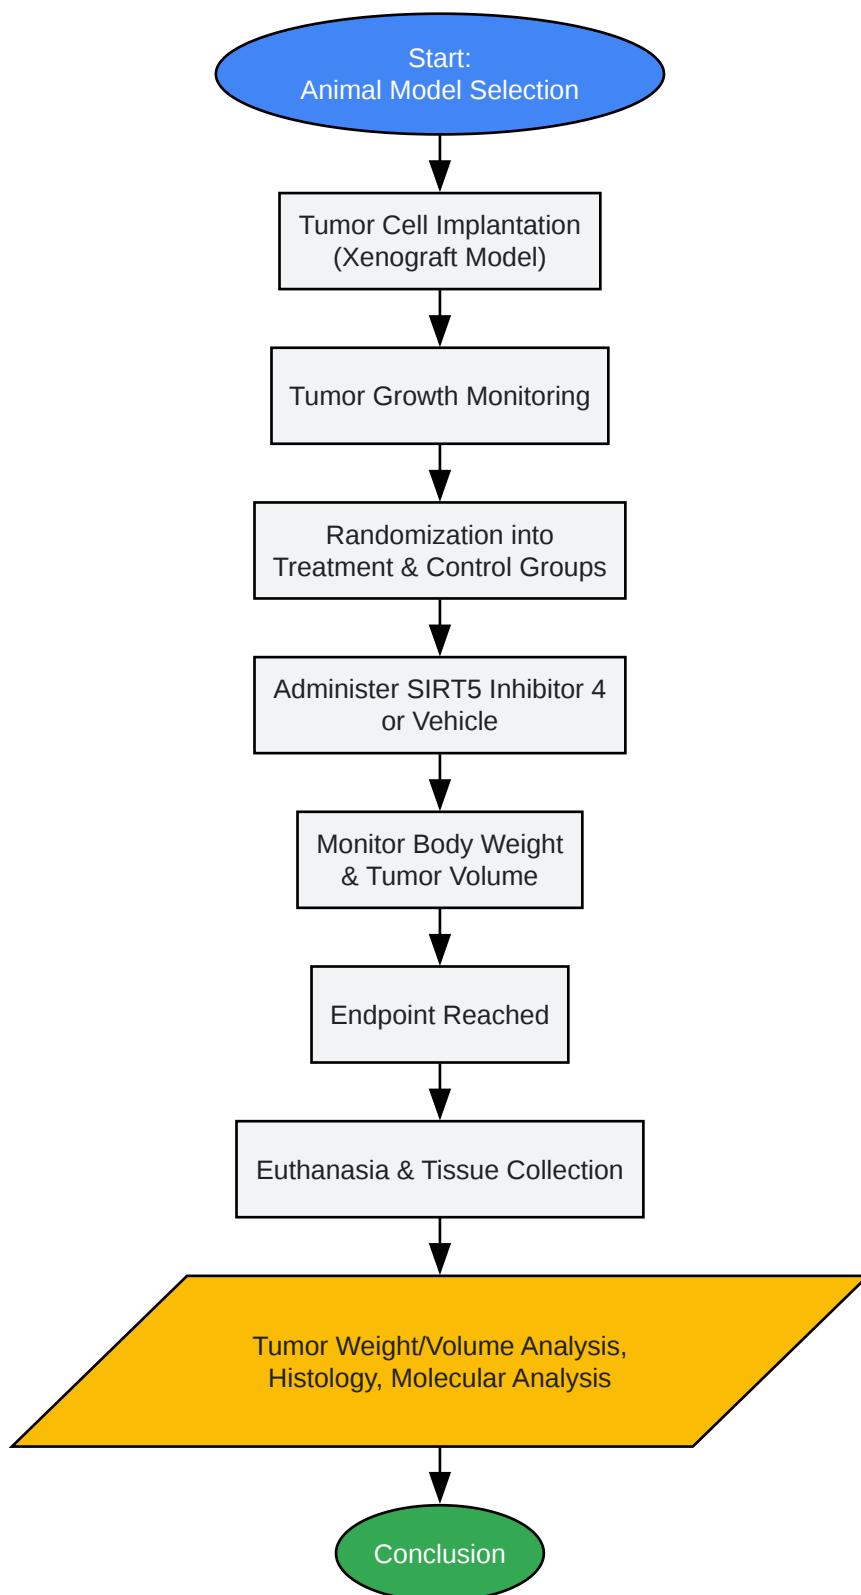 Start:
Animal Model Selection
Tumor Cell Implantation
(Xenograft Model)
Tumor Growth Monitoring
Randomization into
Treatment & Control Groups
Administer SIRT5 Inhibitor 4
or Vehicle
Monitor Body Weight
& Tumor Volume
Endpoint Reached
Euthanasia & Tissue Collection
Tumor Weight/Volume Analysis,
Histology, Molecular Analysis
Conclusion